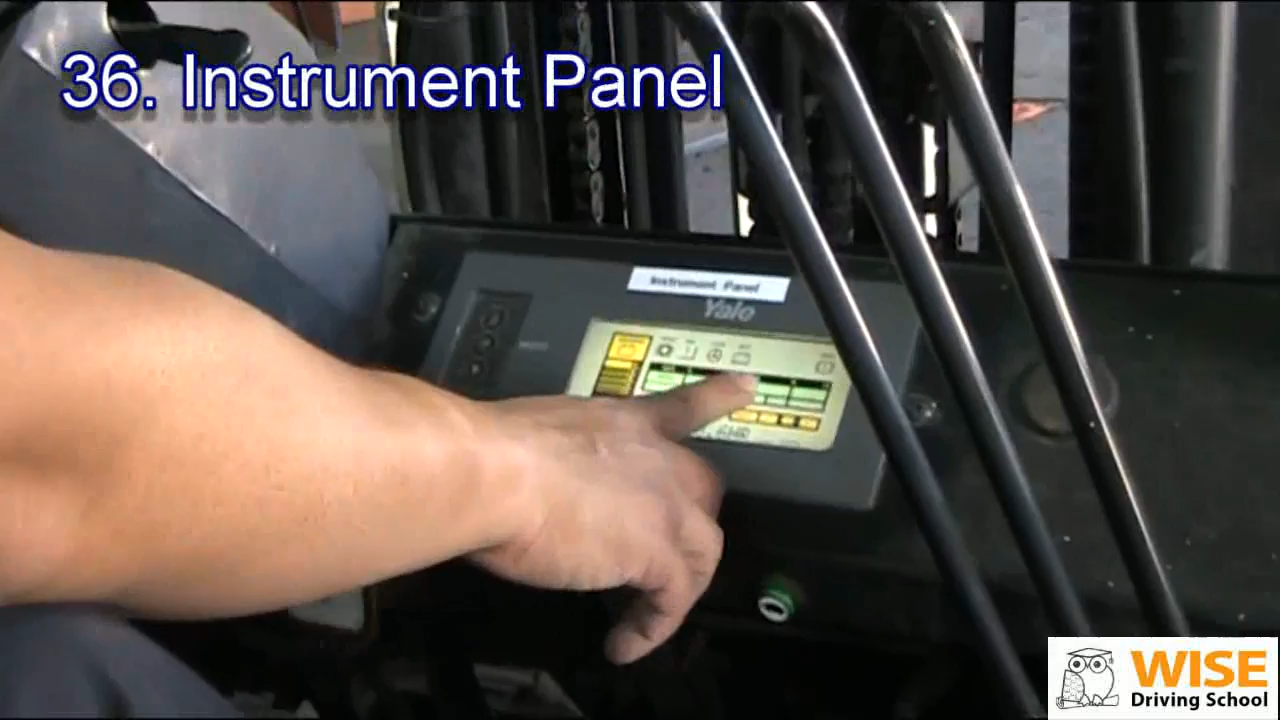 36. Instrument Panel
Instrument Panel
Yale
WISE
Driving School